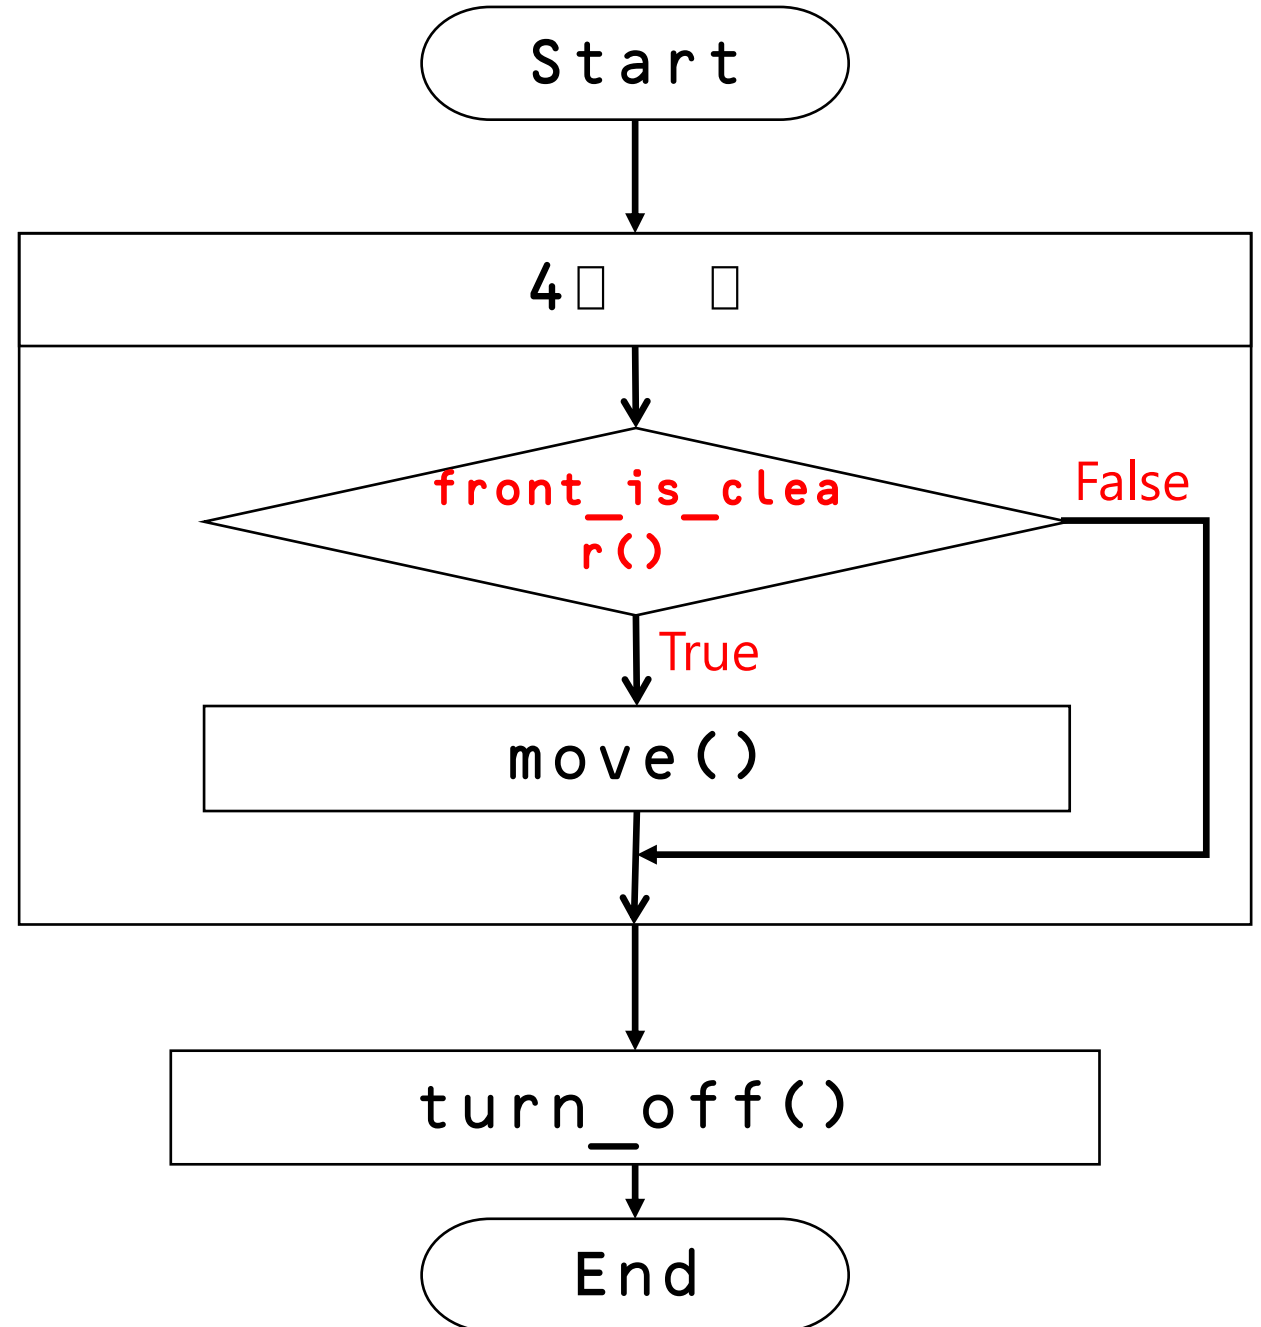 Start
4
front_is_clea
r()
False
True
move()
turn_off()
End